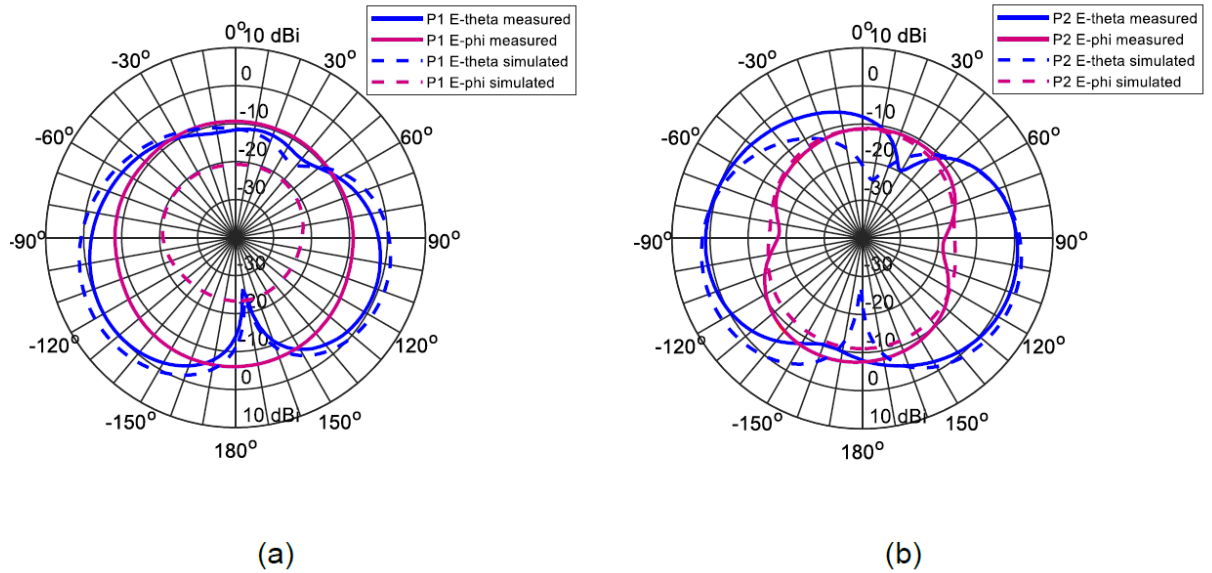 P1 E-theta measured
P1 E-phi measured
P1 E-theta simulated
P1 E-phi simulated
0° 10 dBi
-30° 30°
0
-60° 60°
-10
-20
-30
-90° 90°
-30
-20
-120° 120°
-10
0
-150° 10 dBi 150°
180°
(a)
P2 E-theta measured
P2 E-phi measured
P2 E-theta simulated
P2 E-phi simulated
0° 10 dBi
-30° 30°
0
-60° 60°
-10
-20
-30
-90° 90°
-30
-20
-120° 120°
-10
0
-150° 10 dBi 150°
180°
(b)